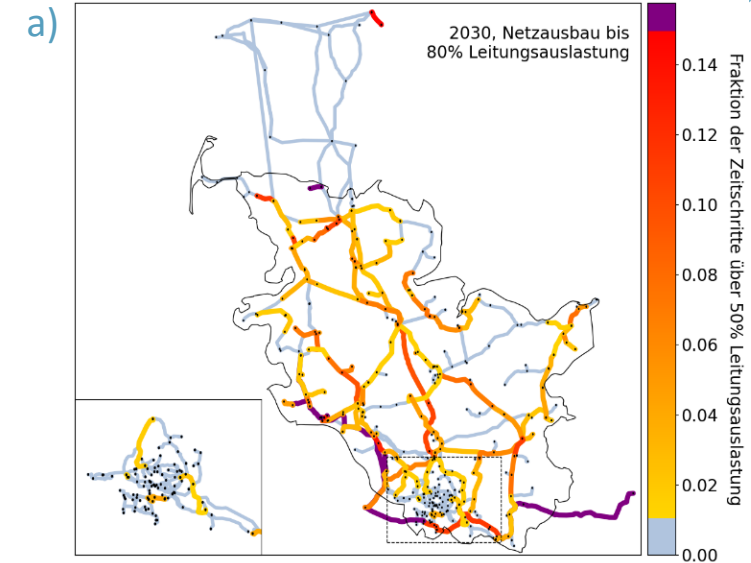 a)
2030, Netzausbau bis
80% Leitungsauslastung
0.14
0.12
0.10
0.08
0.06
0.04
0.02
0.00
Fraktion der Zeitschritte über 50% Leitungsauslastung